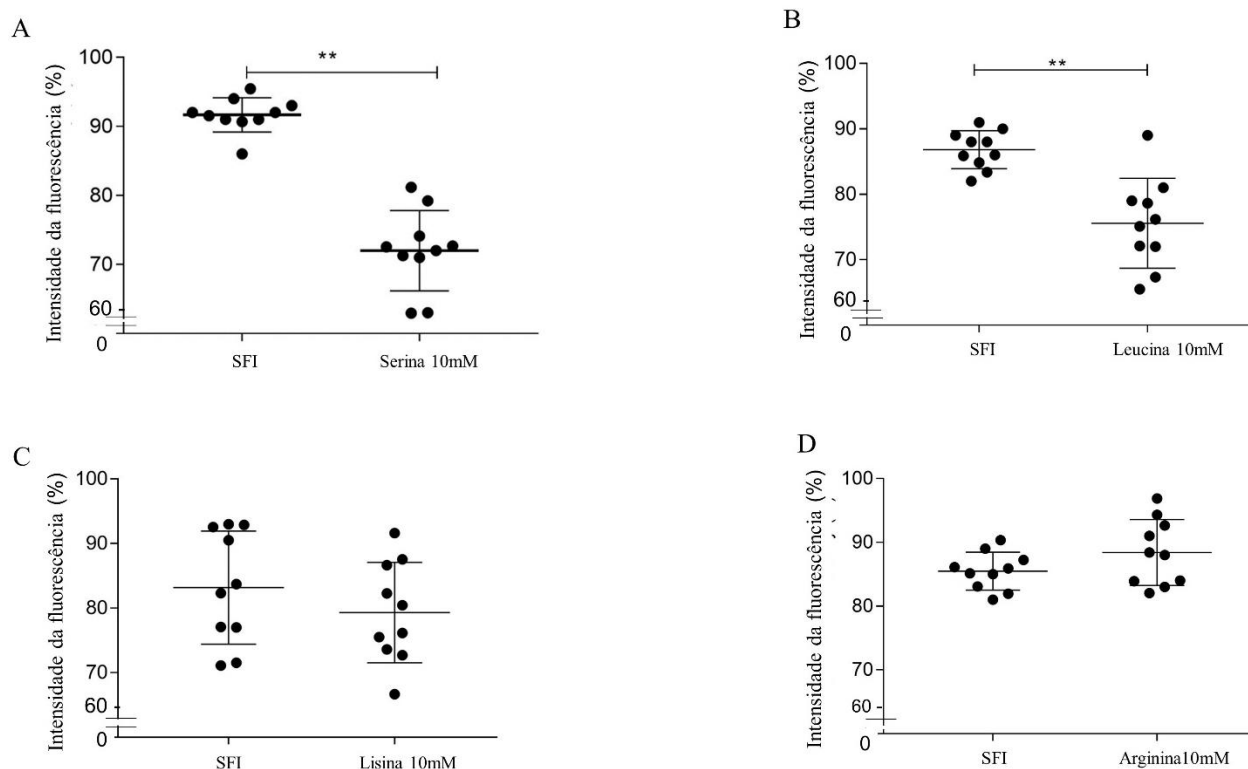 A
Intensidade da fluorescência (%)
100
90
80
70
60
0
**
SFI
Serina 10mM
B
Intensidade da fluorescência (%)
100
90
80
70
60
0
**
SFI
Leucina 10mM
C
Intensidade da fluorescência (%)
100
90
80
70
60
0
SFI
Lisina 10mM
D
Intensidade da fluorescência (%)
100
90
80
70
60
0
SFI
Arginina10mM